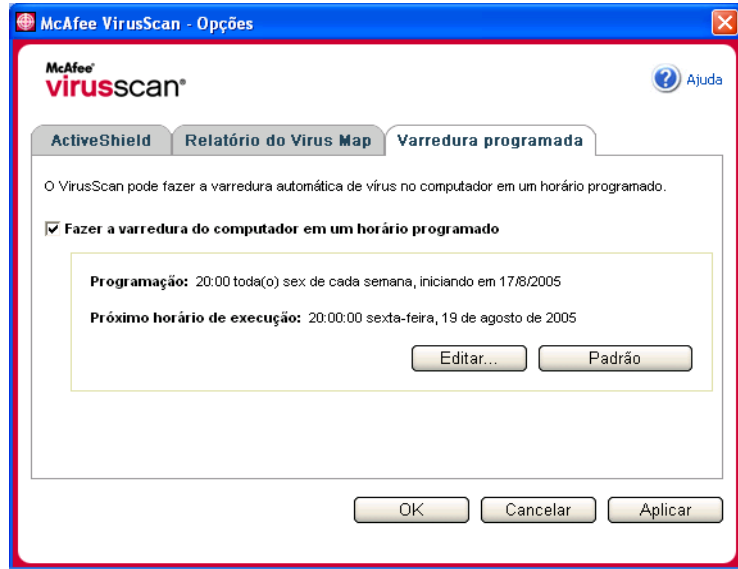 McAfee VirusScan - Opções
McAfee®
virusscan®
Ajuda
ActiveShield
Relatório do Virus Map
Varredura programada
O VirusScan pode fazer a varredura automática de vírus no computador em um horário programado.
Fazer a varredura do computador em um horário programado
Programação: 20:00 toda(o) sex de cada semana, iniciando em 17/8/2005
Próximo horário de execução: 20:00:00 sexta-feira, 19 de agosto de 2005
Editar...
Padrão
OK
Cancelar
Aplicar